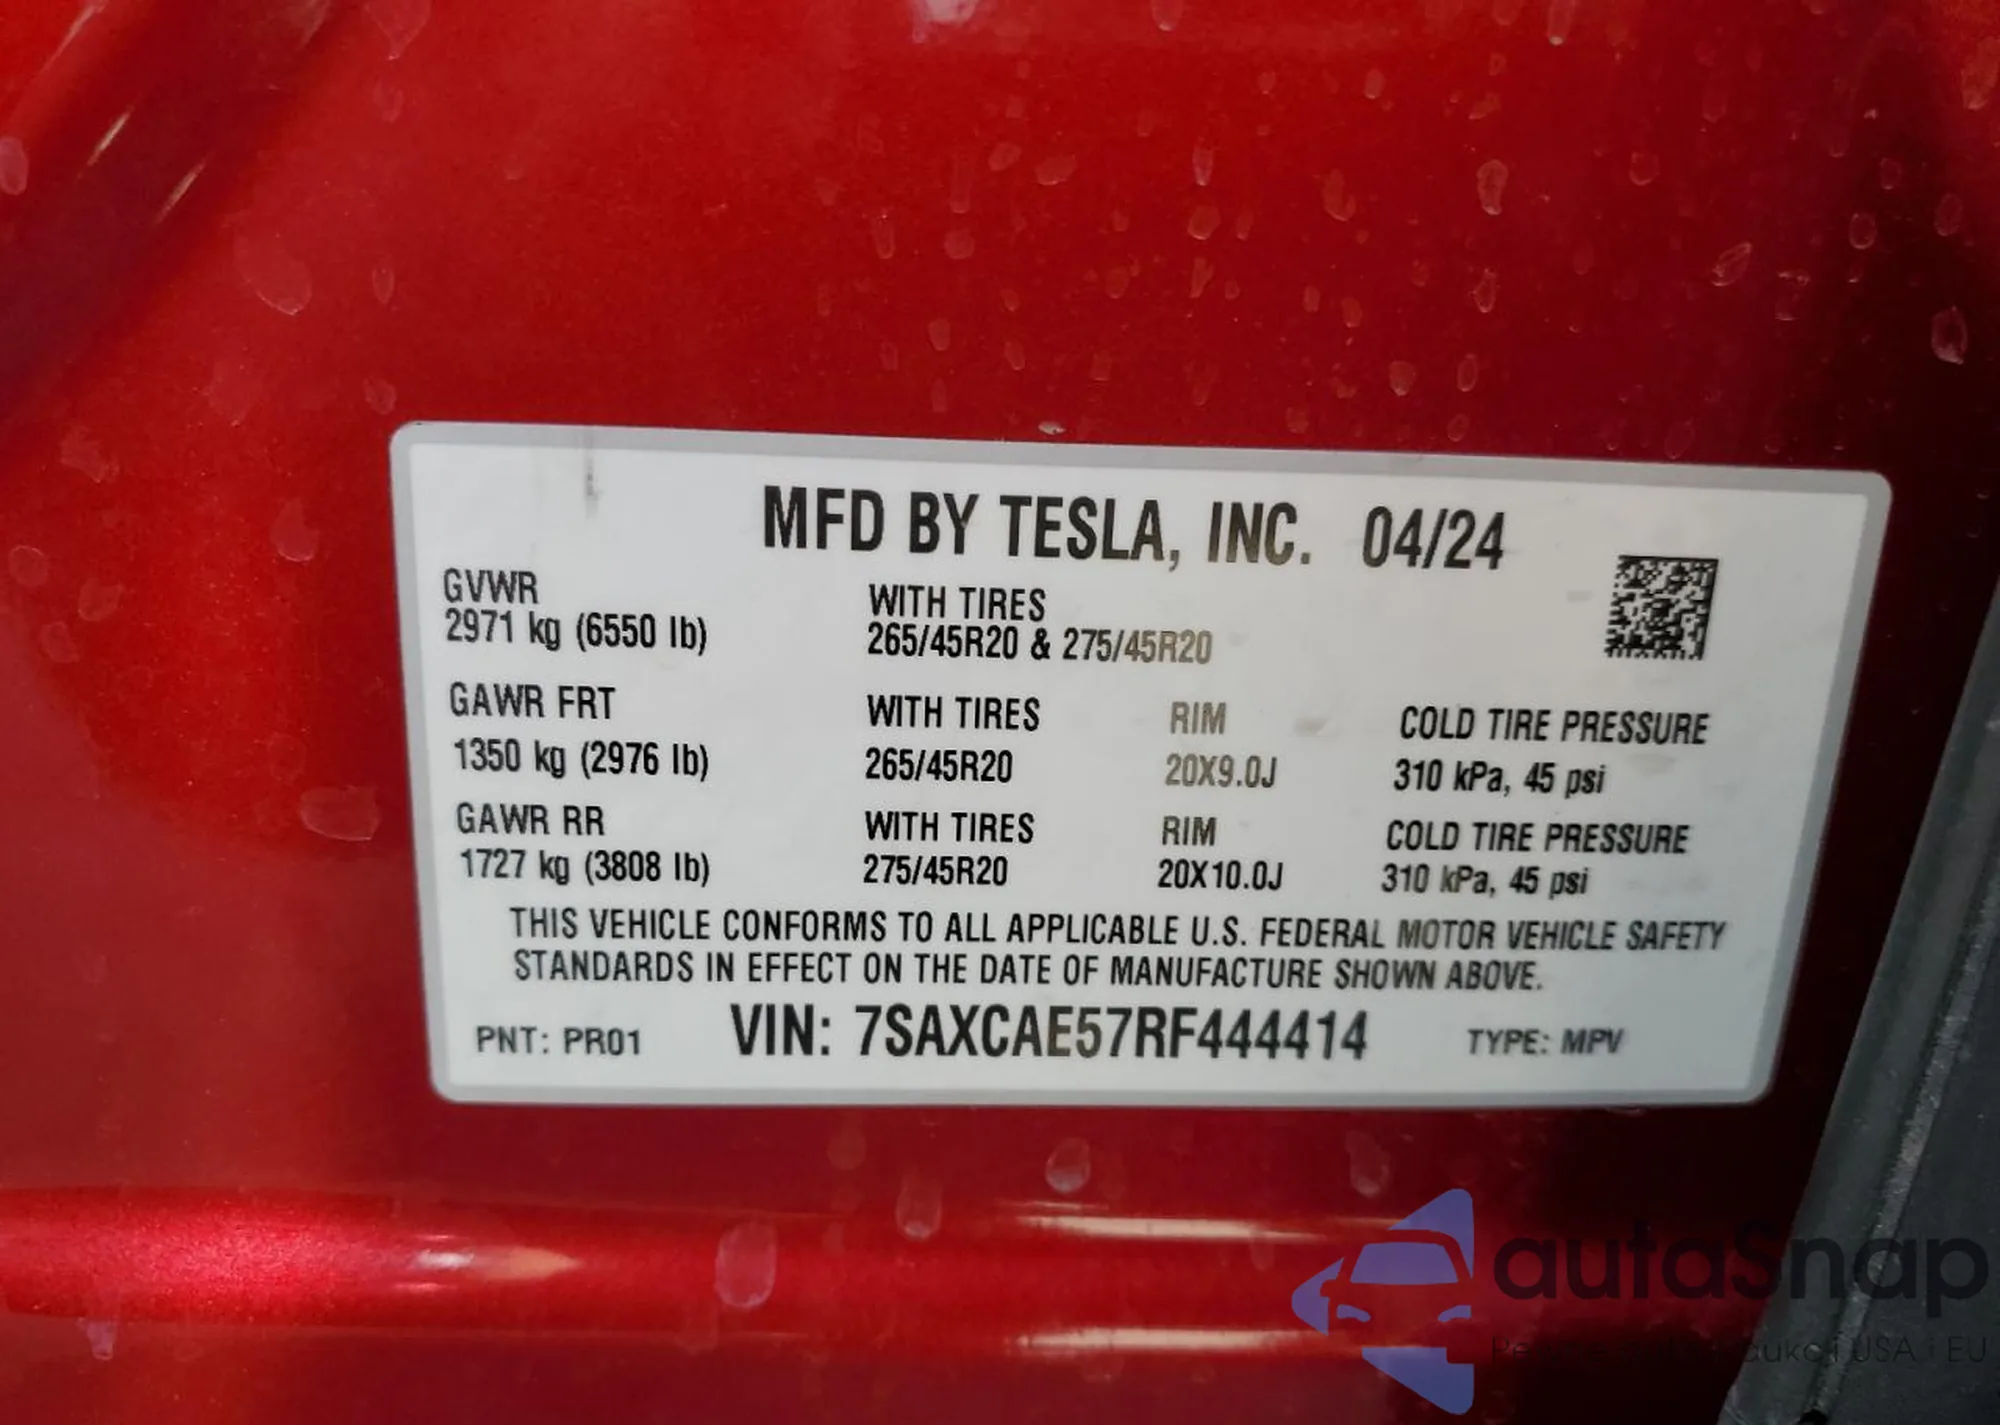 MFD BY TESLA, INC. 04/24
GVWR
2971 kg (6550 lb)
WITH TIRES
265/45R20 & 275/45R20
GAWR FRT WITH TIRES RIM COLD TIRE PRESSURE
1350 kg (2976 lb) 265/45R20 20X9.0J 310 kPa, 45 psi
GAWR RR WITH TIRES RIM COLD TIRE PRESSURE
1727 kg (3808 lb) 275/45R20 20X10.0J 310 kPa, 45 psi
THIS VEHICLE CONFORMS TO ALL APPLICABLE U.S. FEDERAL MOTOR VEHICLE SAFETY
STANDARDS IN EFFECT ON THE DATE OF MANUFACTURE SHOWN ABOVE.
PNT: PR01 VIN: 7SAXCAE57RF444414 TYPE: MPV
autaSnap
USA i EU